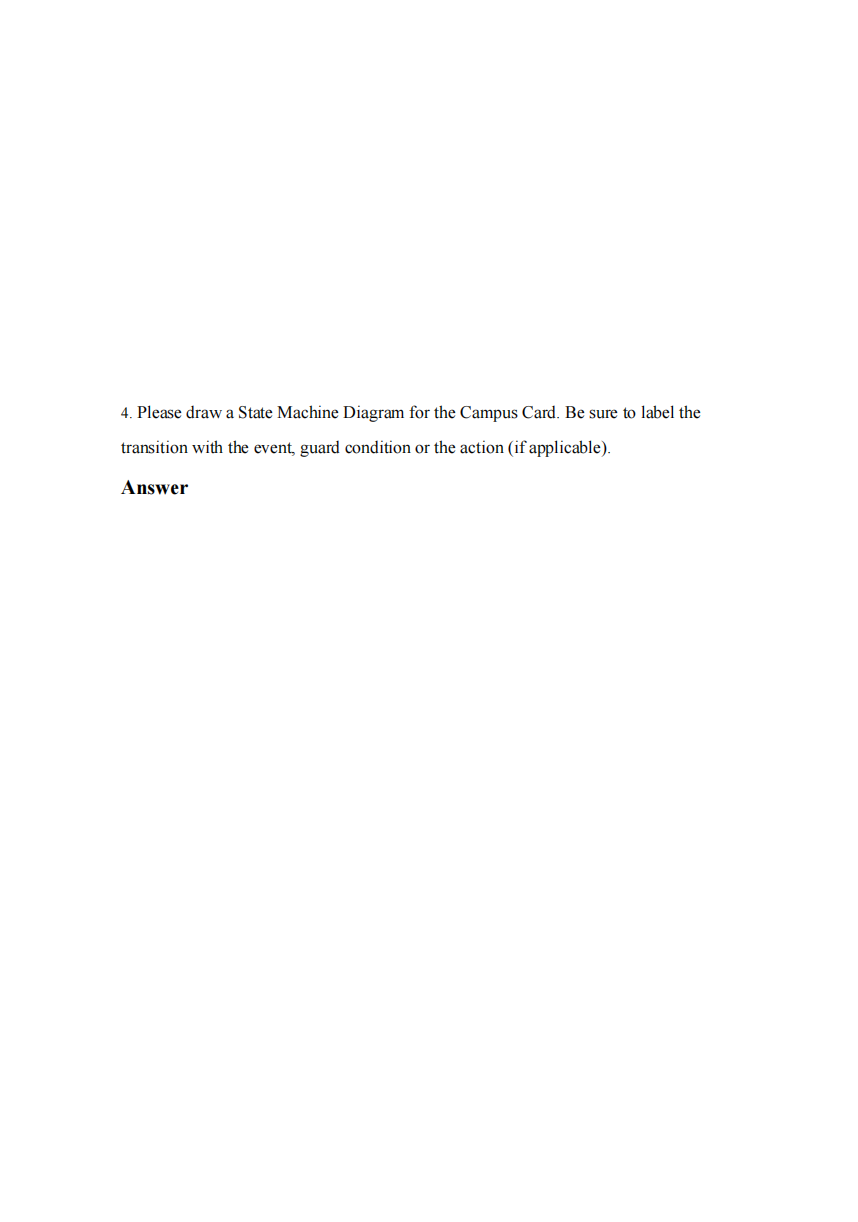 4. Please draw a State Machine Diagram for the Campus Card. Be sure to label the
transition with the event, guard condition or the action (if applicable).
Answer